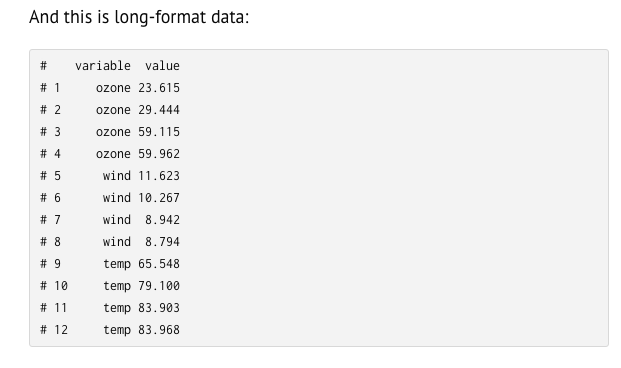 And this is long-format data:
#    variable  value
# 1     ozone 23.615
# 2     ozone 29.444
# 3     ozone 59.115
# 4     ozone 59.962
# 5      wind 11.623
# 6      wind 10.267
# 7      wind  8.942
# 8      wind  8.794
# 9      temp 65.548
# 10     temp 79.100
# 11     temp 83.903
# 12     temp 83.968